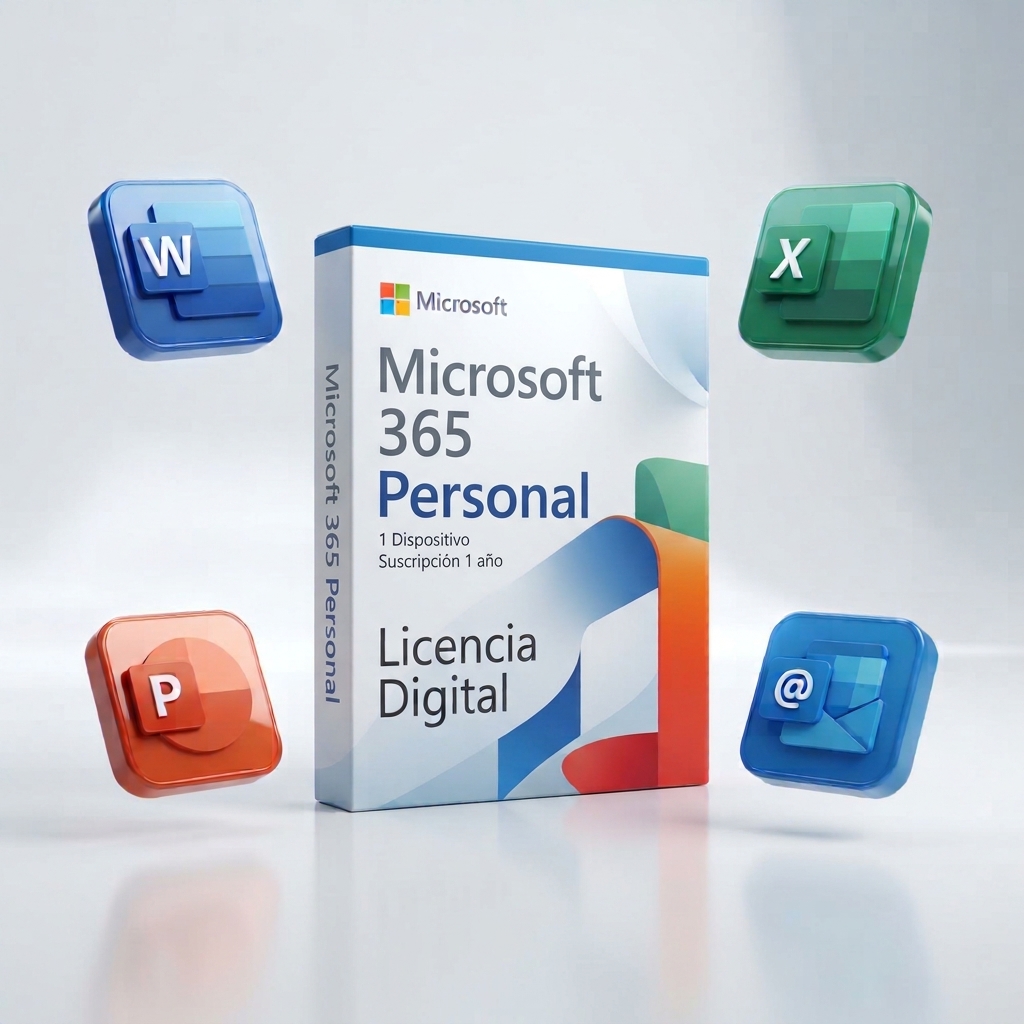 W
X
Microsoft
Microsoft
365
Personal
1 Dispositivo
Suscripción 1 año
Licencia
Digital
Microsoft 365 Personal
P
@